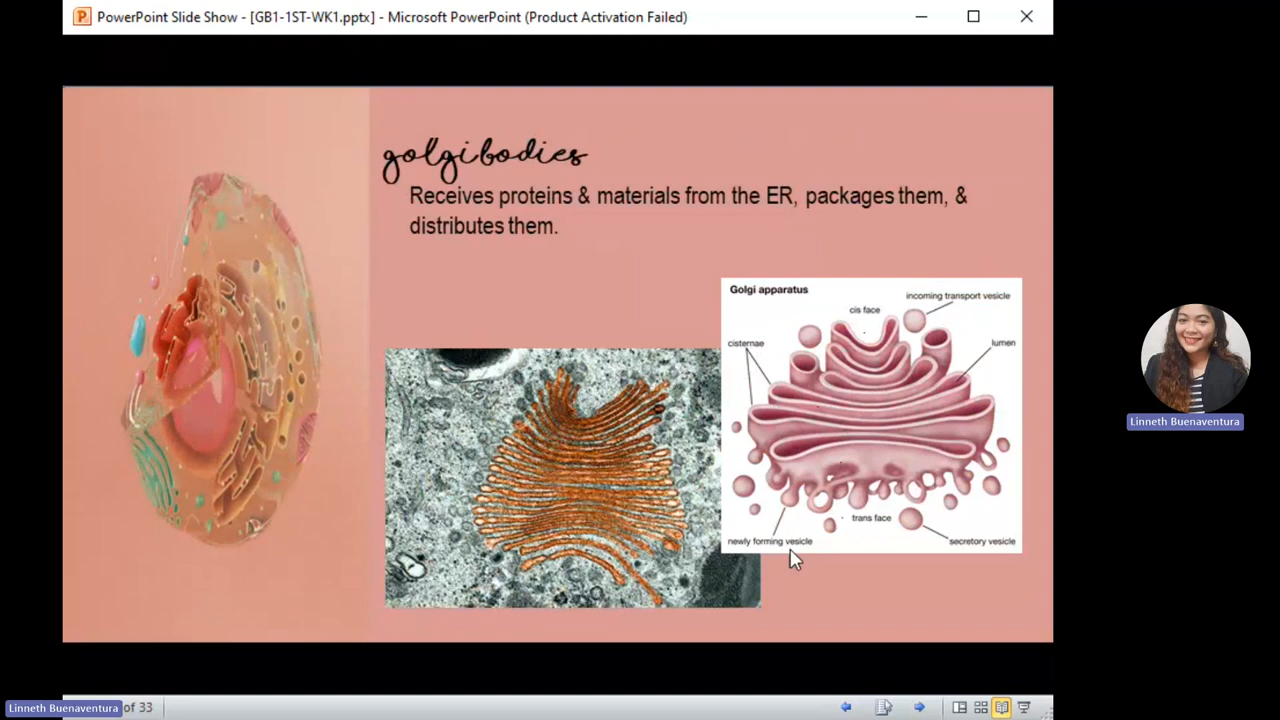 PowerPoint Slide Show - [GB1-1ST-WK1.pptx] - Microsoft PowerPoint (Product Activation Failed)
golgi bodies
Receives proteins & materials from the ER, packages them, &
distributes them.
Golgi apparatus
incoming transport vesicle
cis face
cisternae
lumen
trans face
newly forming vesicle
secretory vesicle
Linneth Buenaventura
Linneth Buenaventura
of 33